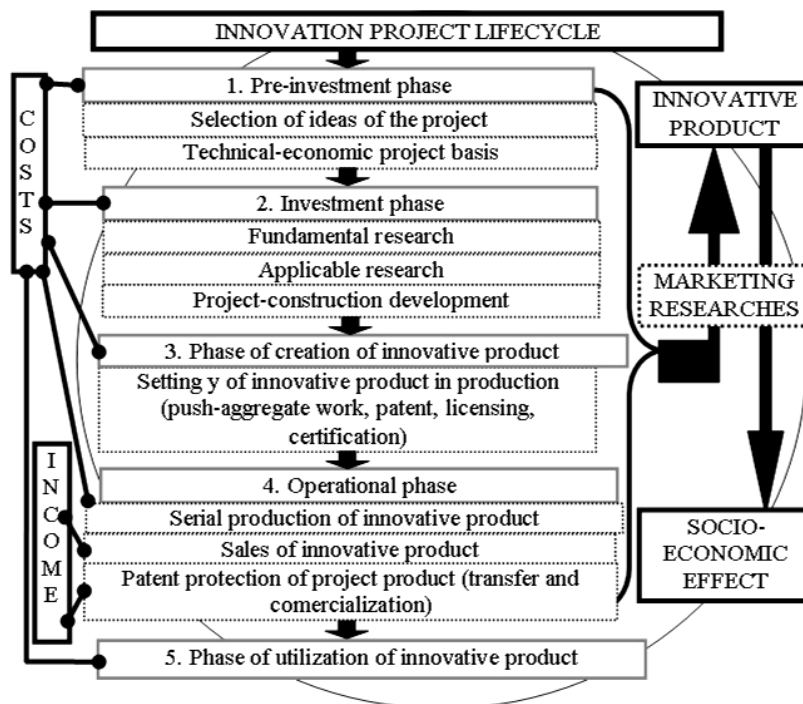 INNOVATION PROJECT LIFECYCLE
COSTS
1. Pre-investment phase
Selection of ideas of the project
Technical-economic project basis
2. Investment phase
Fundamental research
Applicable research
Project-construction development
3. Phase of creation of innovative product
Setting y of innovative product in production
(push-aggregate work, patent, licensing,
certification)
INCOME
4. Operational phase
Serial production of innovative product
Sales of innovative product
Patent protection of project product (transfer and
comercialization)
5. Phase of utilization of innovative product
INNOVATIVE
PRODUCT
MARKETING
RESEARCHES
SOCIO-
ECONOMIC
EFFECT